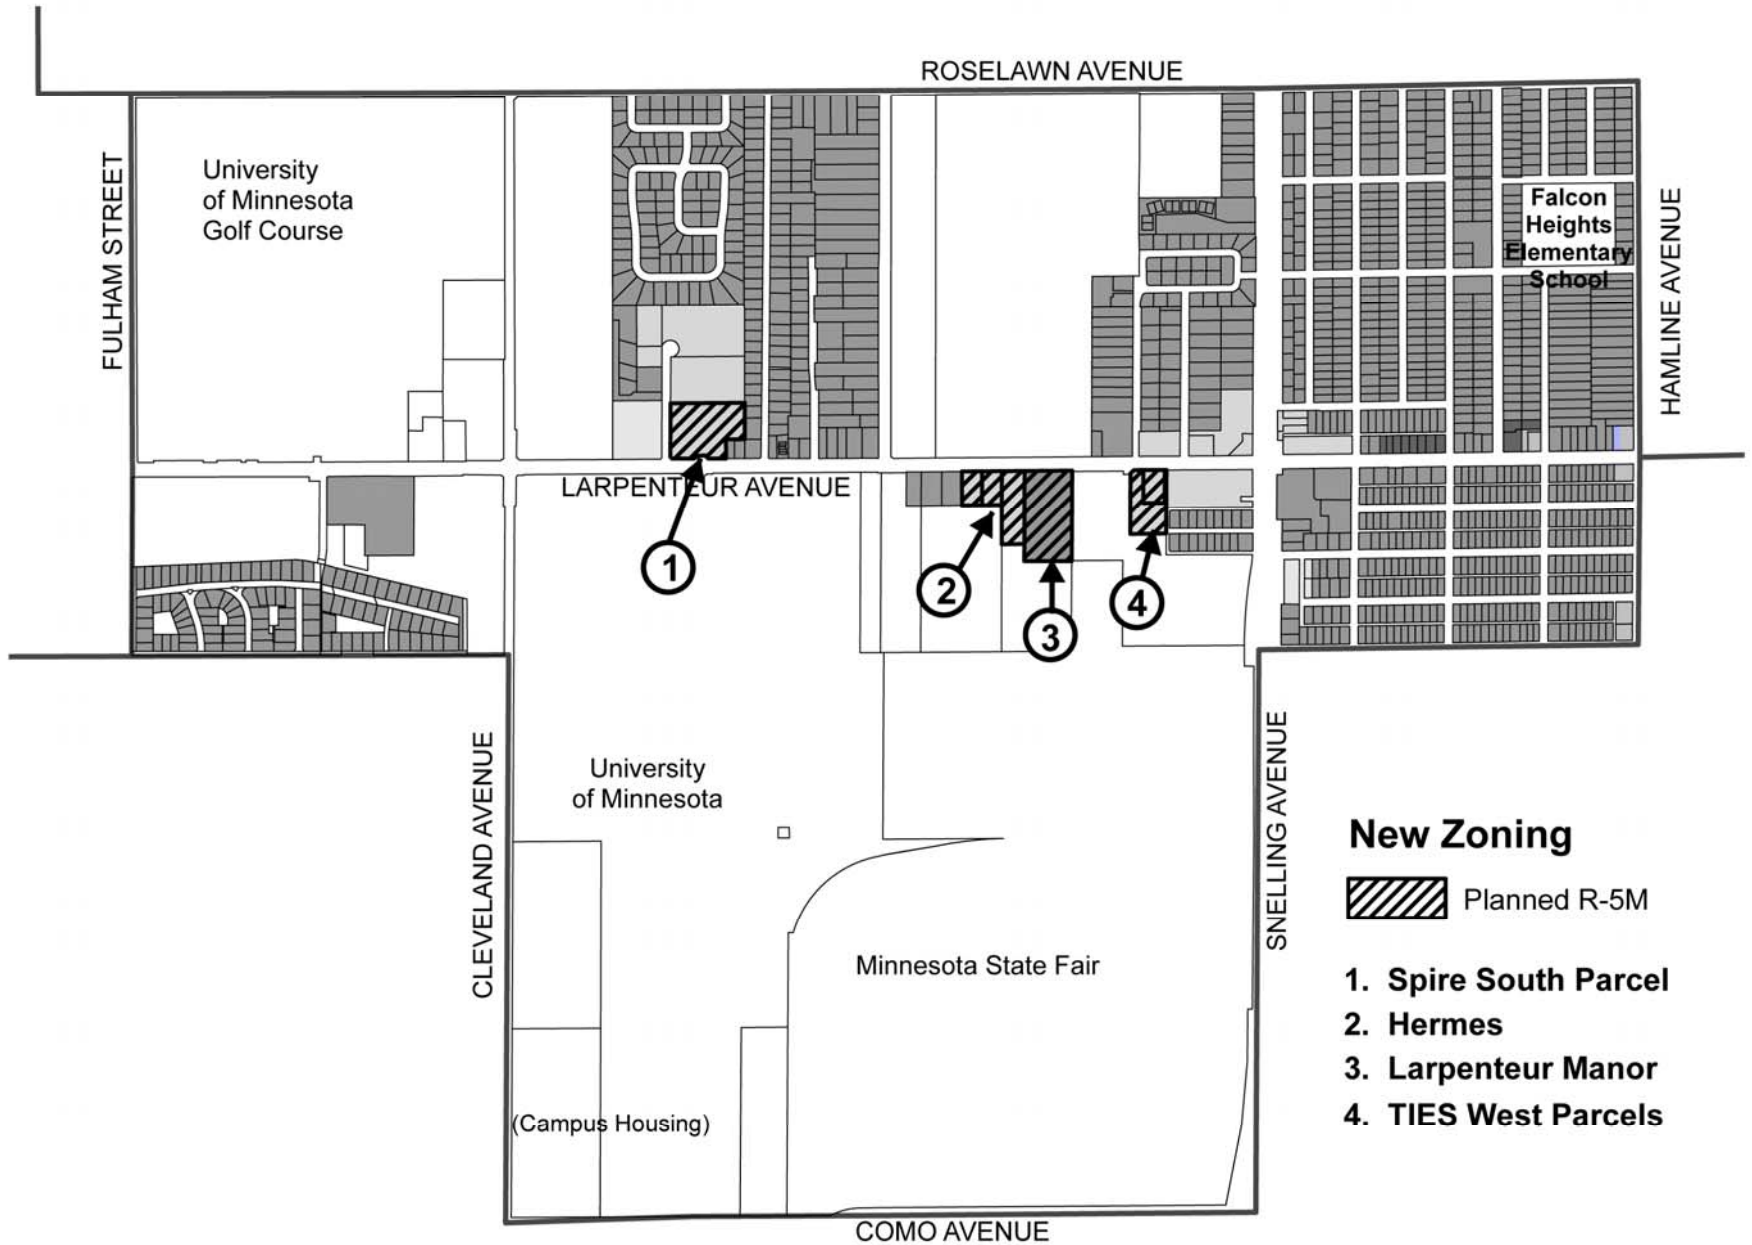 ROSELAWN AVENUE
University
of Minnesota
Golf Course
FULHAM STREET
Falcon
Heights
Elementary
School
HAMLINE AVENUE
LARPENTEUR AVENUE
1
2
3
4
University
of Minnesota
CLEVELAND AVENUE
SNELLING AVENUE
Minnesota State Fair
(Campus Housing)
COMO AVENUE
New Zoning
Planned R-5M
1. Spire South Parcel
2. Hermes
3. Larpenteur Manor
4. TIES West Parcels